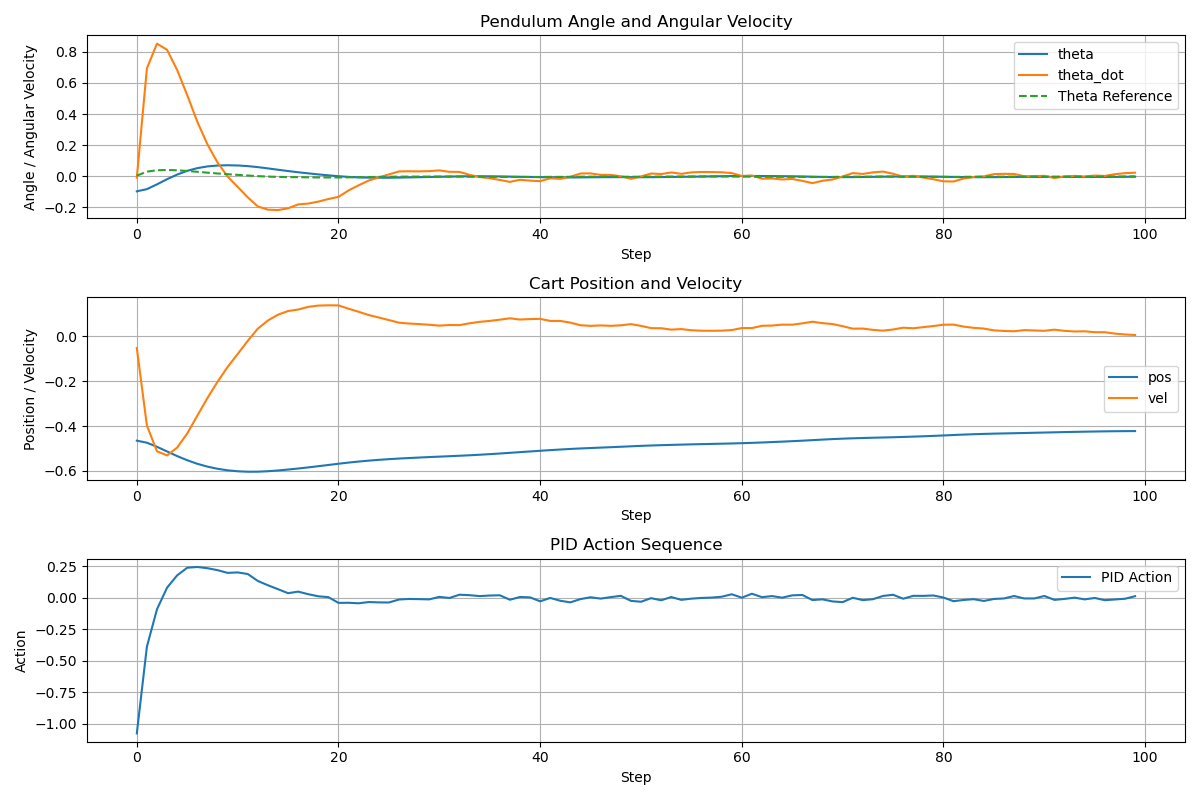 Pendulum Angle and Angular Velocity
Angle / Angular Velocity
0.8
0.6
0.4
0.2
0.0
−0.2
theta
theta_dot
Theta Reference
0 20 40 60 80 100
Step
Cart Position and Velocity
Position / Velocity
0.0
−0.2
−0.4
−0.6
pos
vel
0 20 40 60 80 100
Step
PID Action Sequence
Action
0.25
0.00
−0.25
−0.50
−0.75
−1.00
PID Action
0 20 40 60 80 100
Step